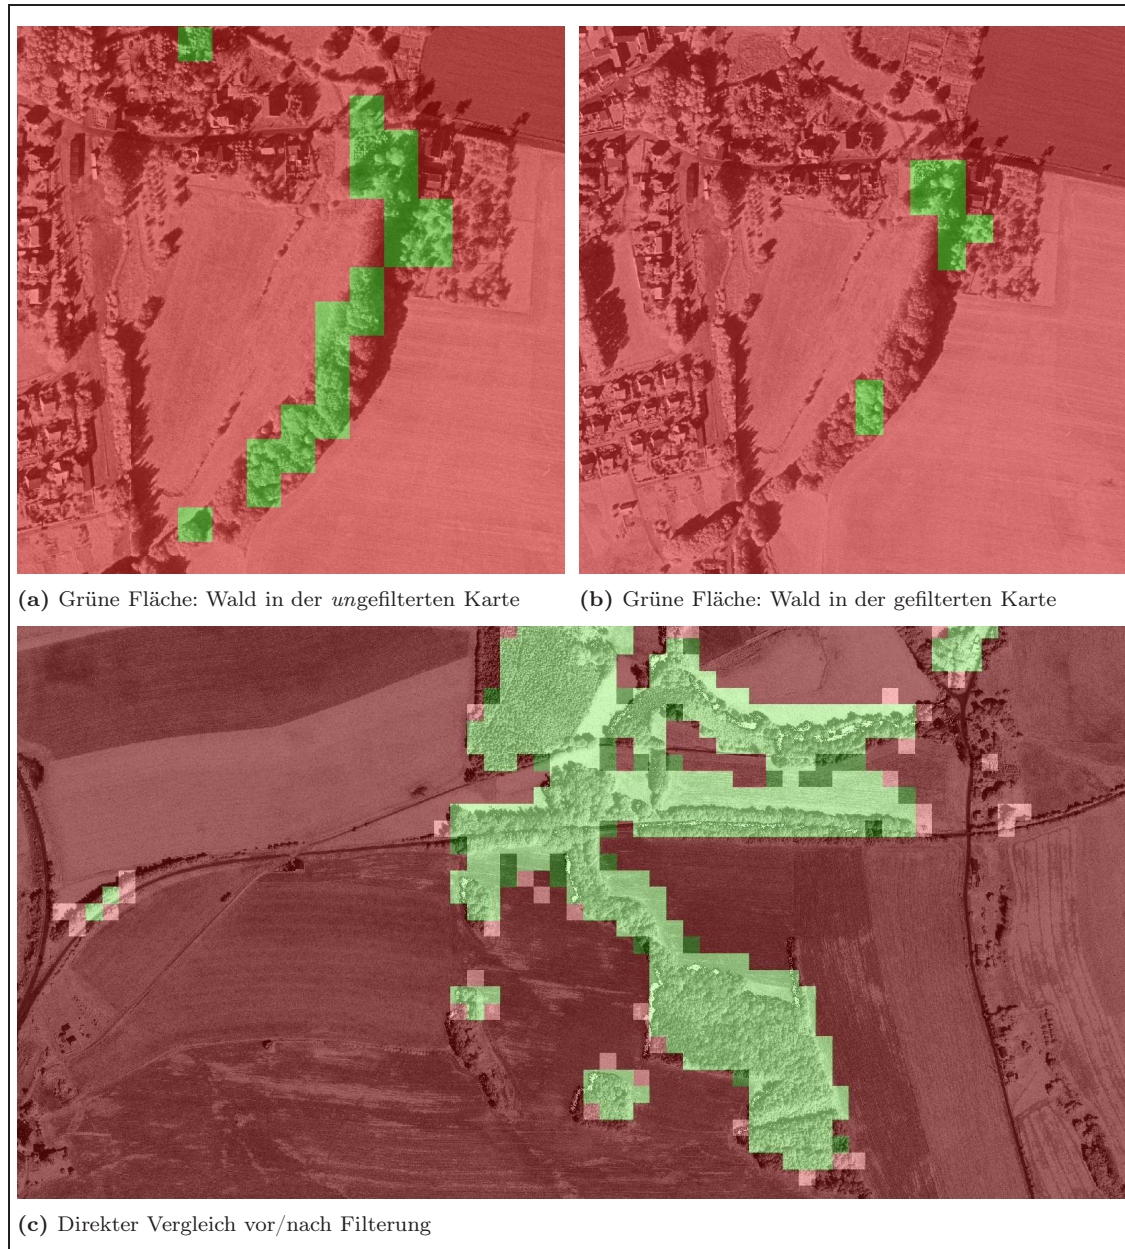 (a) Grüne Fläche: Wald in der ungefilterten Karte
(b) Grüne Fläche: Wald in der gefilterten Karte
(c) Direkter Vergleich vor/nach Filterung